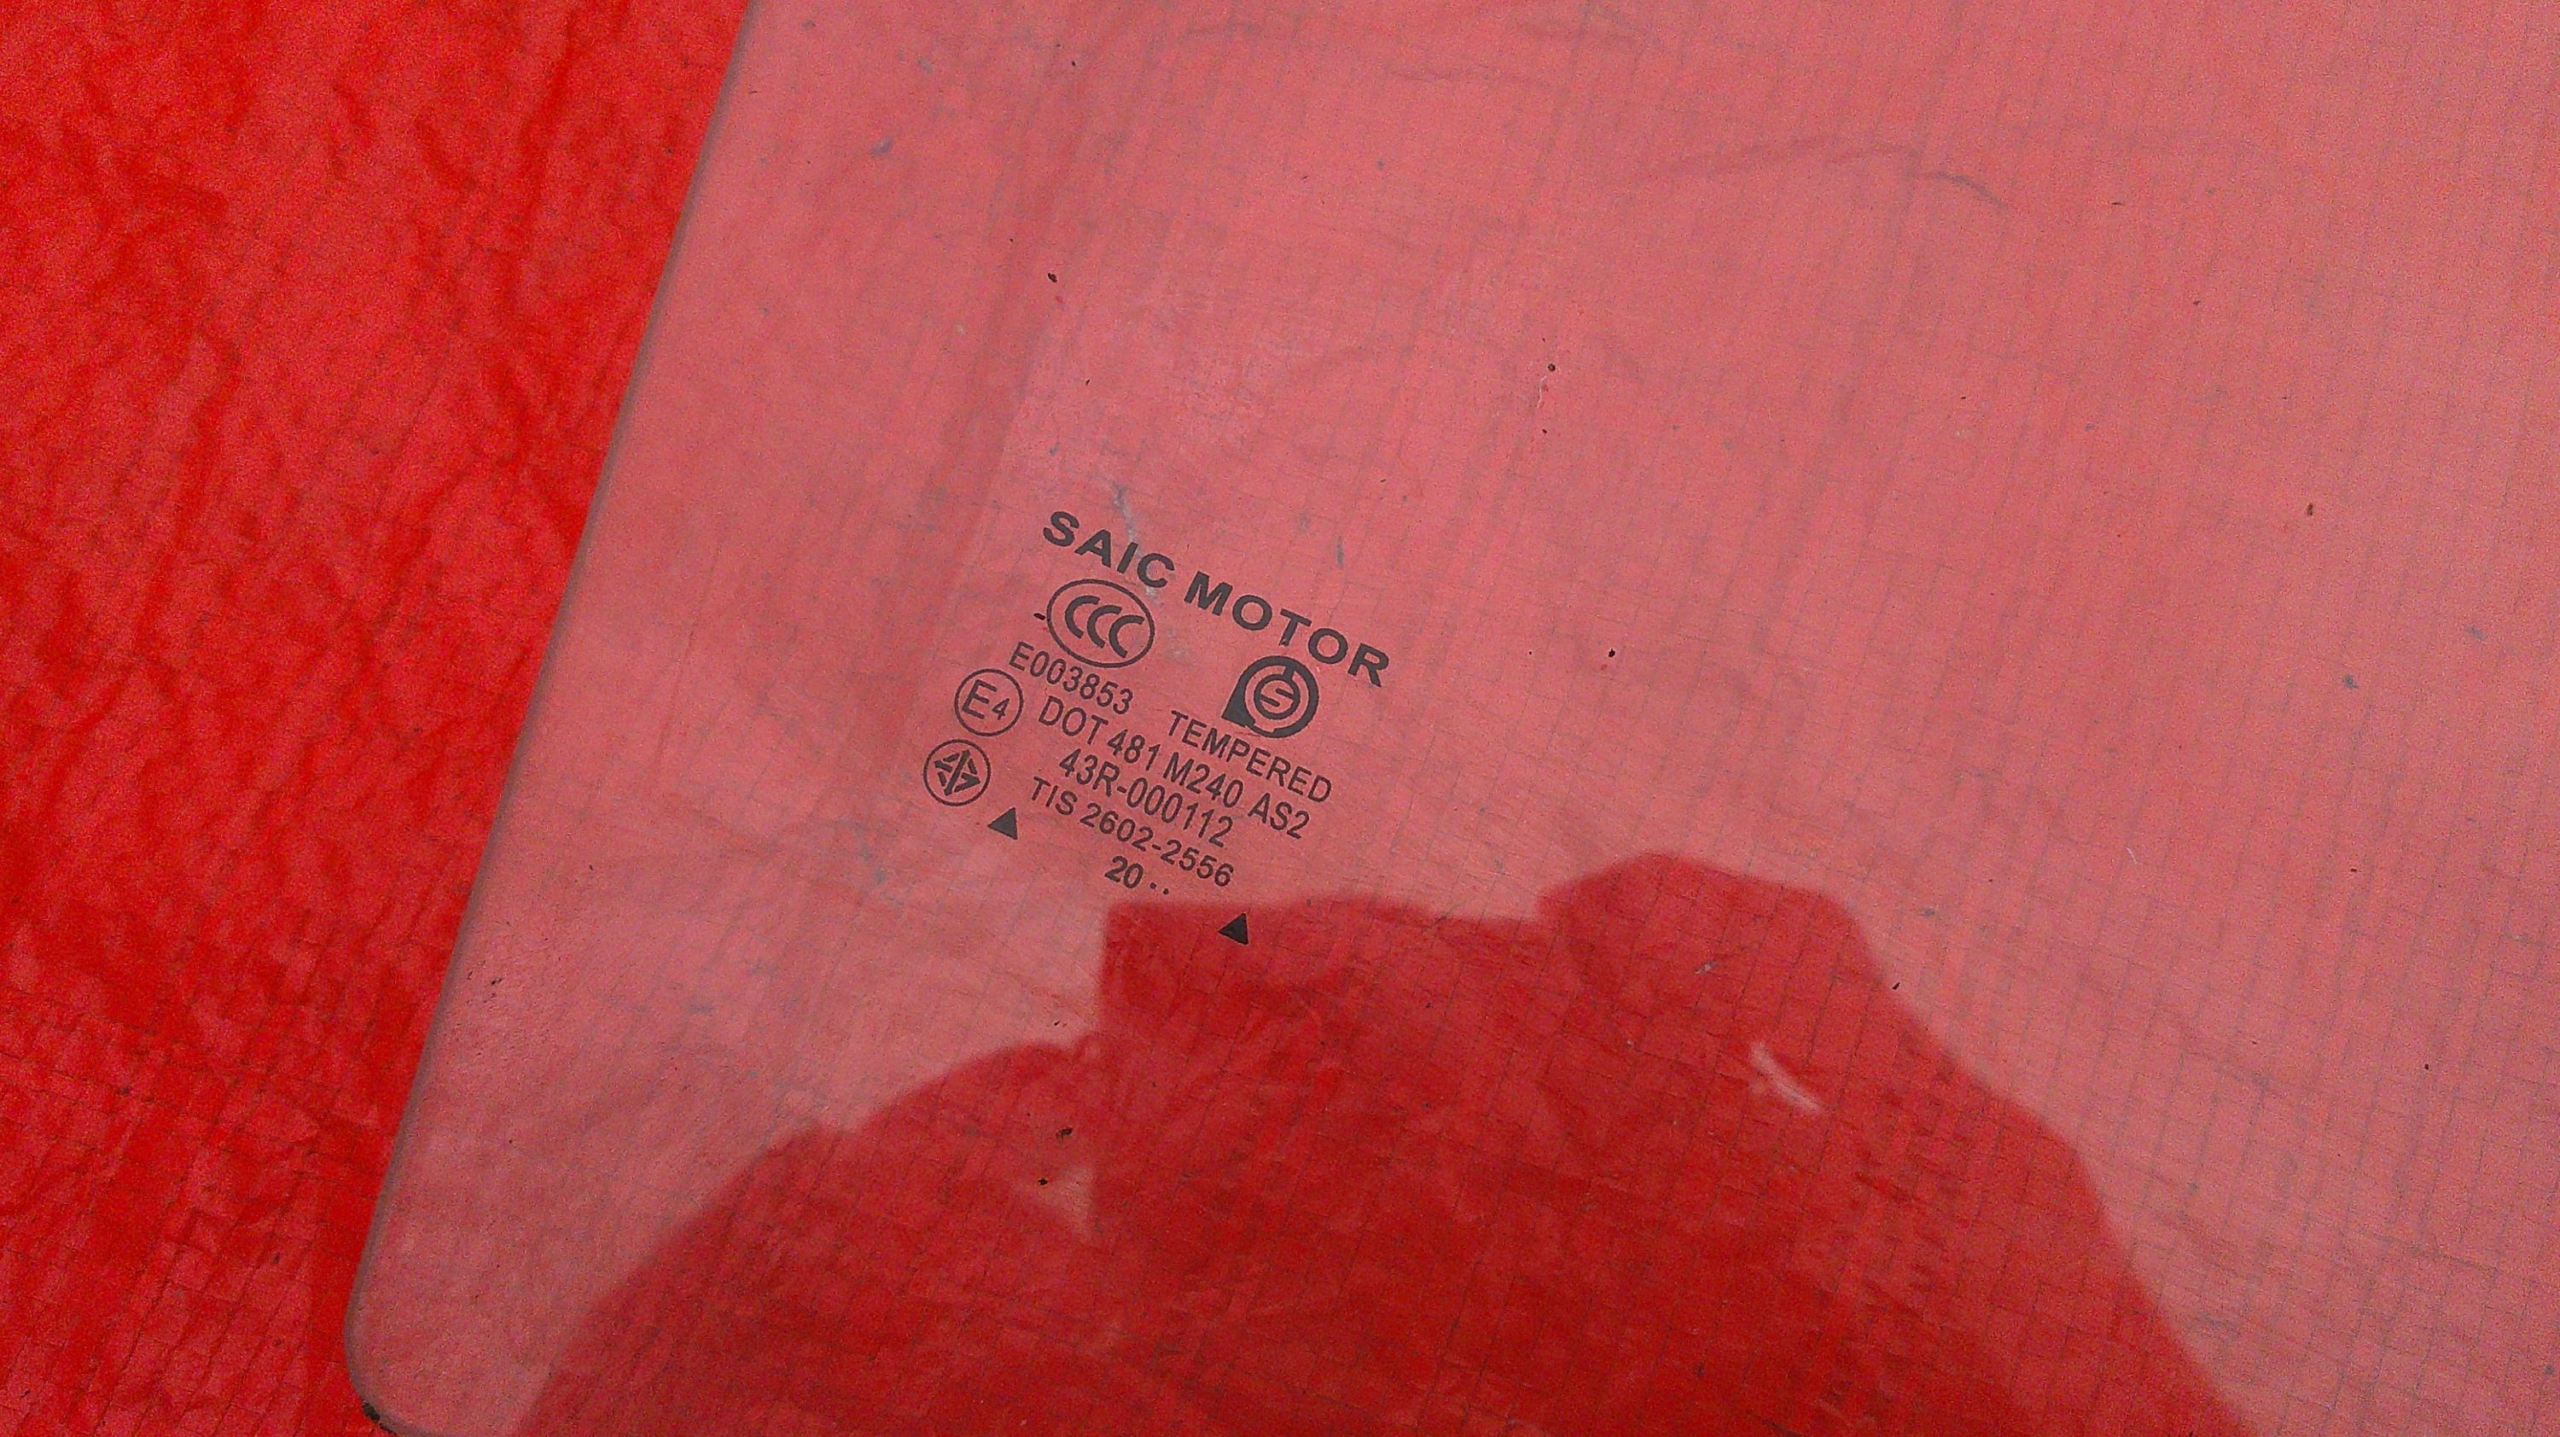 SAIC MOTOR
CCC
E003853
TEMPERED
E4
DOT 481 M240 AS2
43R-000112
TIS 2602-2556
20 ··